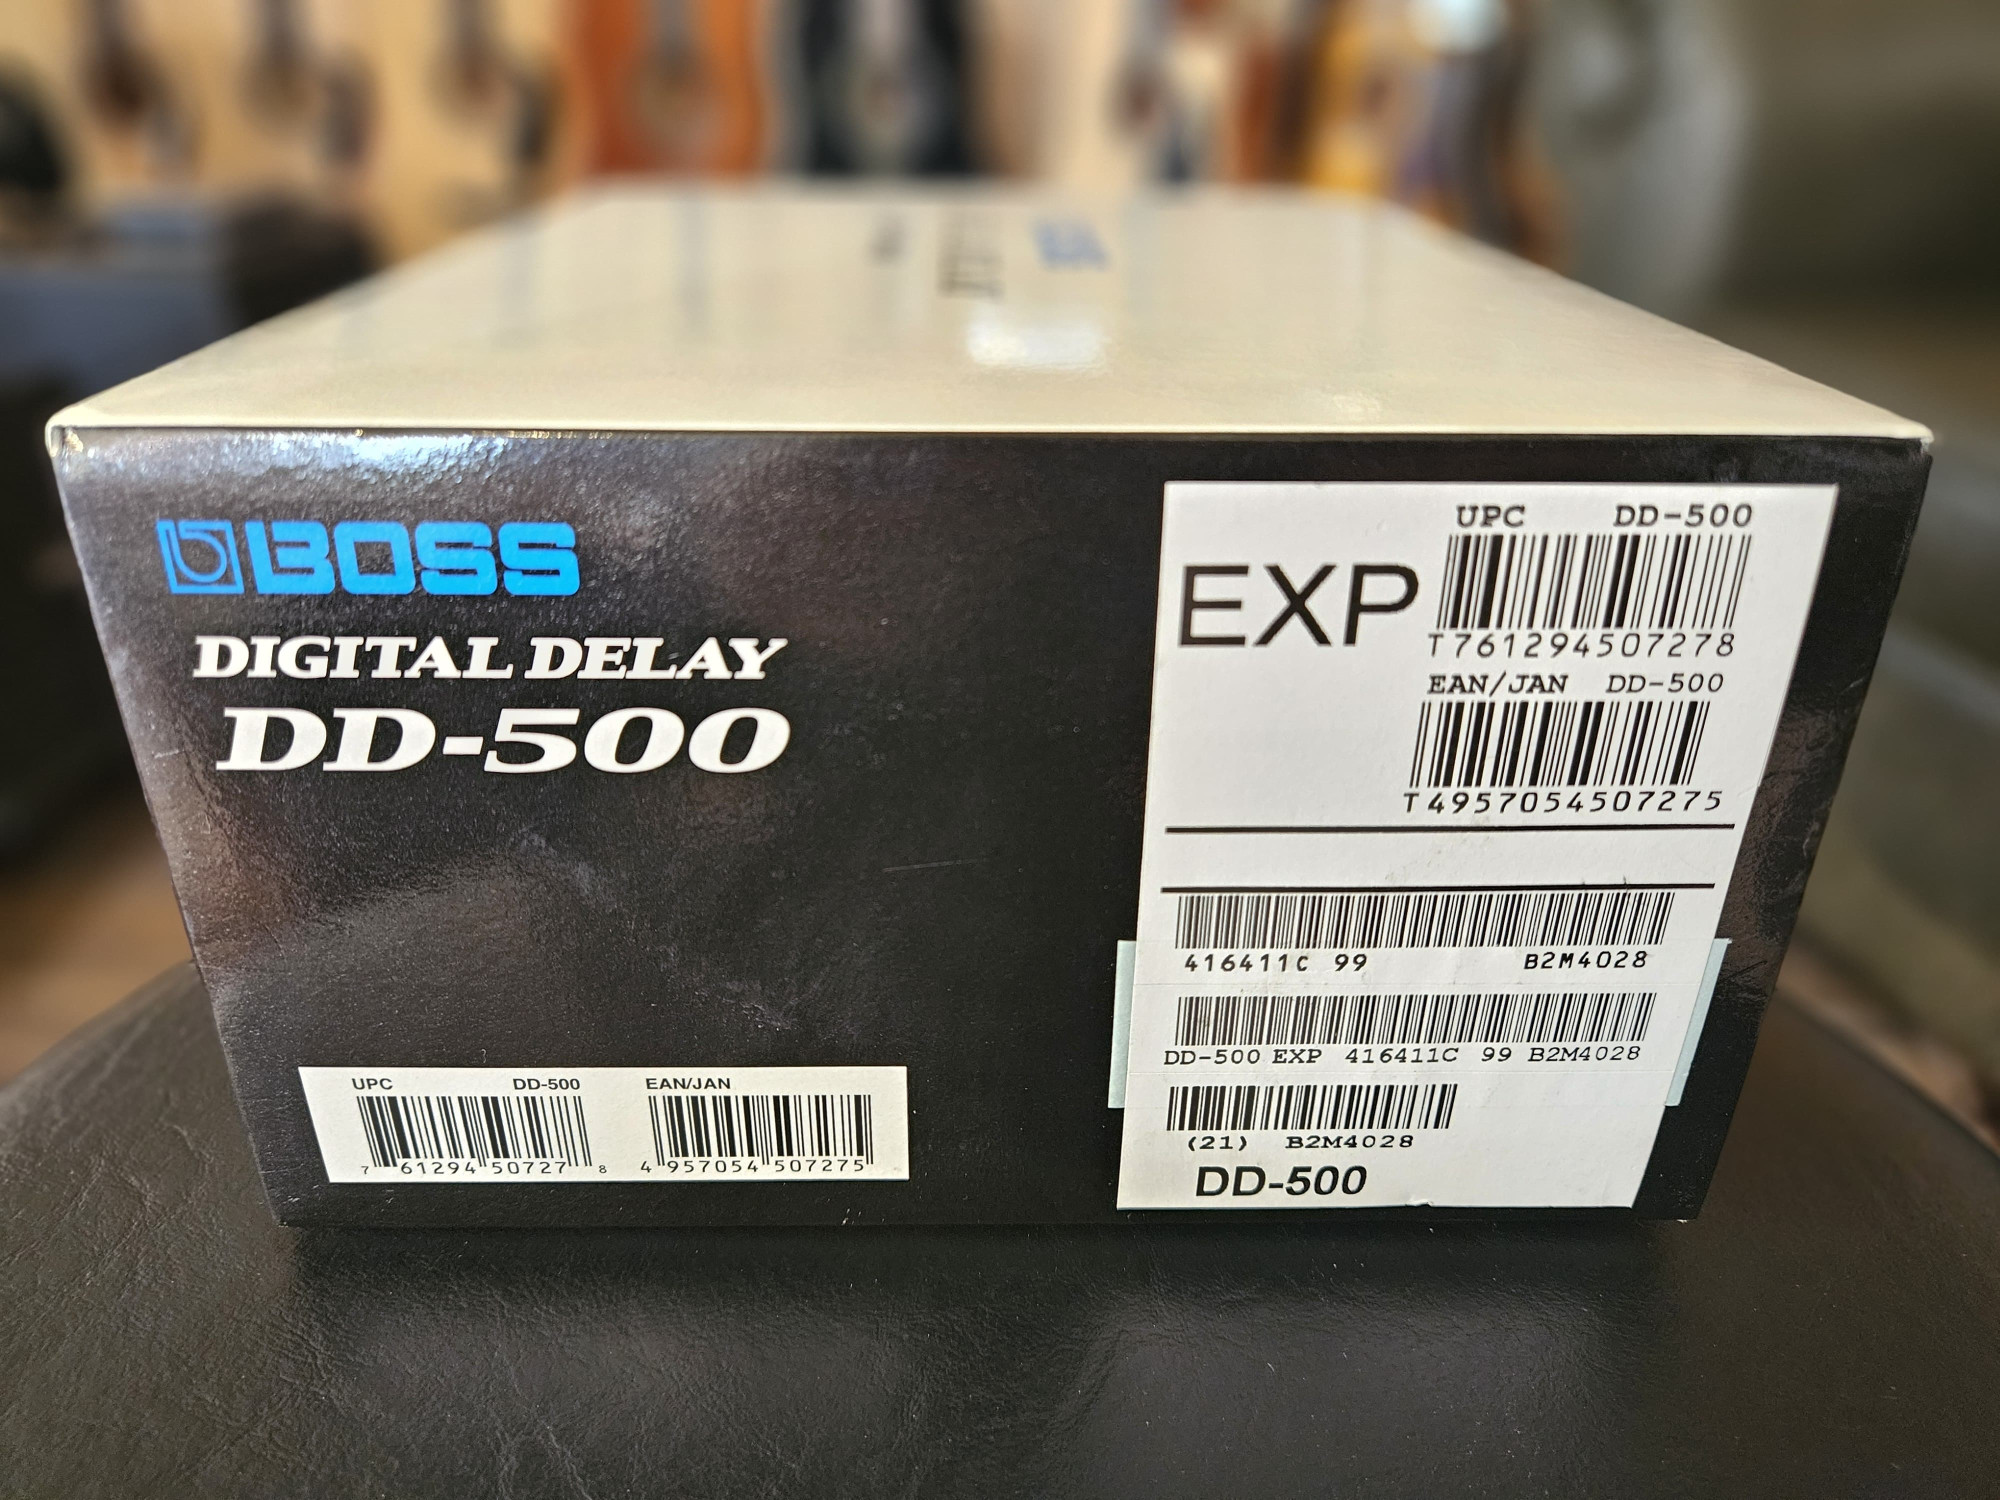 BOSS
DIGITAL DELAY
DD-500
UPC DD-500 EAN/JAN
7 61294 50727 8 4 957054 507275
EXP
UPC DD-500
T761294507278
EAN/JAN DD-500
T4957054507275
416411C 99 B2M4028
DD-500 EXP 416411C 99 B2M4028
(21) B2M4028
DD-500